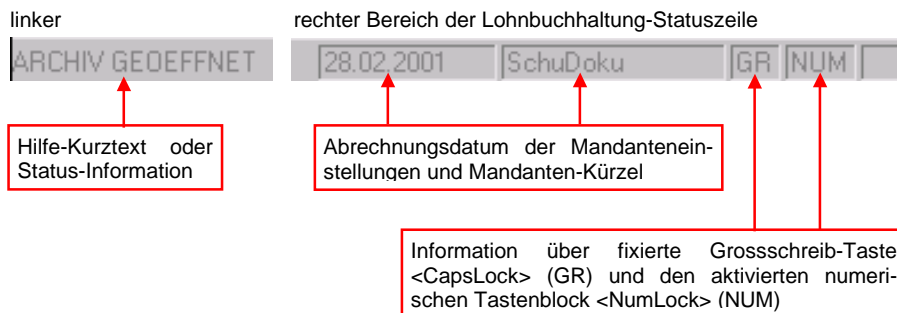 linker
rechter Bereich der Lohnbuchhaltung-Statuszeile
ARCHIV GEOEFFNET
28.02.2001
SchuDoku
GR
NUM
Hilfe-Kurztext oder
Status-Information
Abrechnungsdatum der Mandantenein-
stellungen und Mandanten-Kürzel
Information über fixierte Grossschreib-Taste
<CapsLock> (GR) und den aktivierten numeri-
schen Tastenblock <NumLock> (NUM)